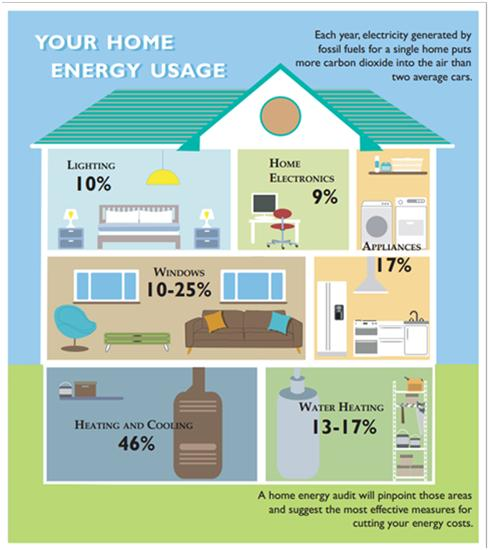 YOUR HOME
ENERGY USAGE
Each year, electricity generated by
fossil fuels for a single home puts
more carbon dioxide into the air than
two average cars.
LIGHTING
10%
HOME
ELECTRONICS
9%
APPLIANCES
17%
WINDOWS
10-25%
HEATING AND COOLING
46%
WATER HEATING
13-17%
A home energy audit will pinpoint those areas
and suggest the most effective measures for
cutting your energy costs.